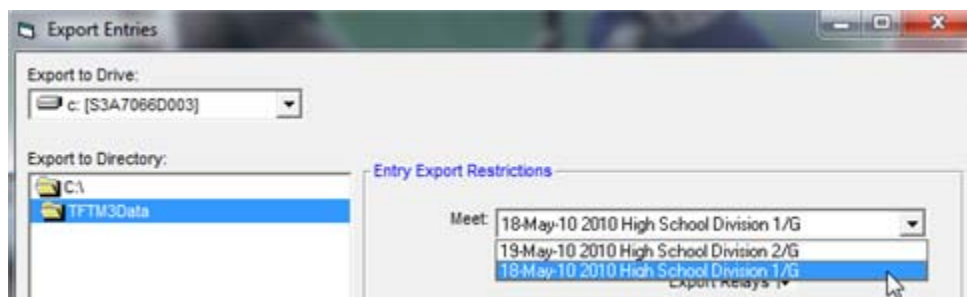 Export Entries
Export to Drive:
c: [S3A7066D003]
Export to Directory:
C:\
TFTM3Data
Entry Export Restrictions
Meet: 18-May-10 2010 High School Division 1/G
19-May-10 2010 High School Division 2/G
18-May-10 2010 High School Division 1/G
Export Relays